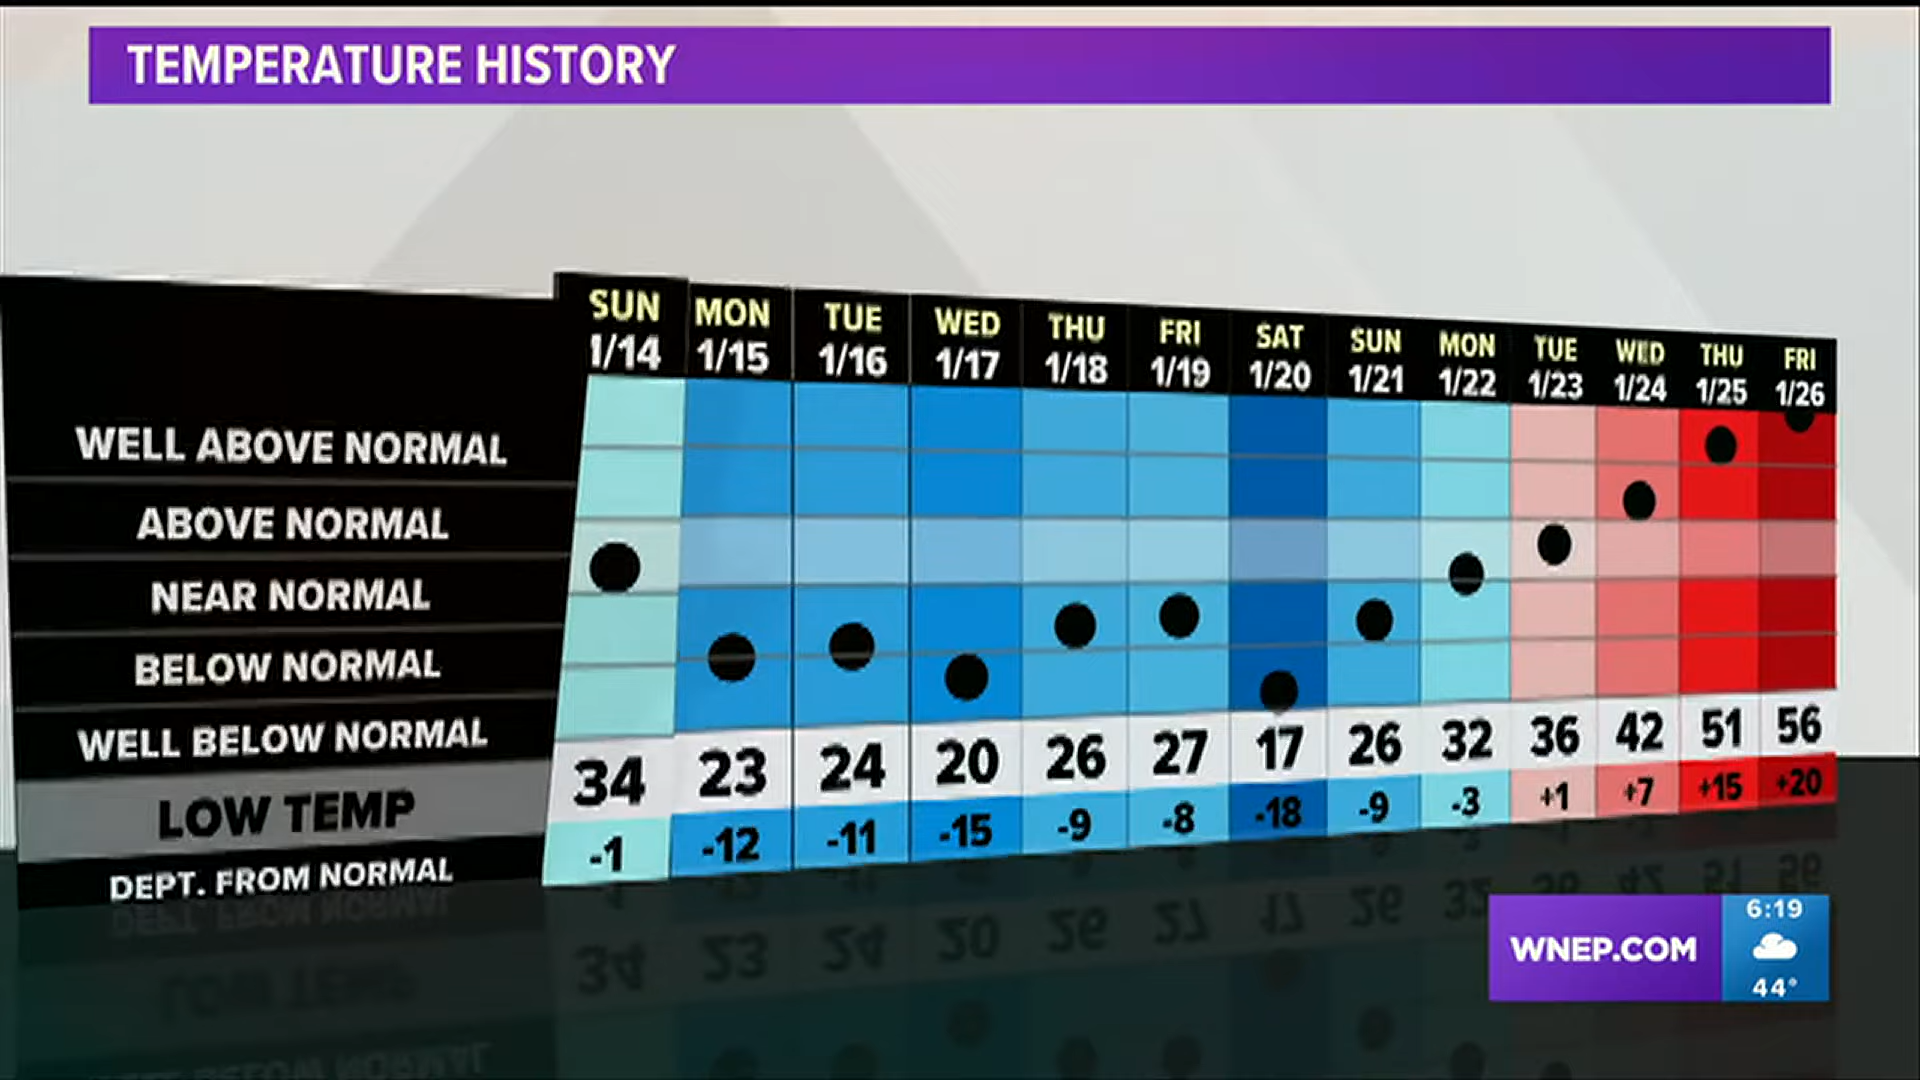 TEMPERATURE HISTORY
SUN MON TUE WED THU FRI SAT SUN MON TUE WED THU FRI
1/14 1/15 1/16 1/17 1/18 1/19 1/20 1/21 1/22 1/23 1/24 1/25 1/26
WELL ABOVE NORMAL
ABOVE NORMAL
NEAR NORMAL
BELOW NORMAL
WELL BELOW NORMAL
LOW TEMP 34 23 24 20 26 27 17 26 32 36 42 51 56
DEPT. FROM NORMAL -1 -12 -11 -15 -9 -8 -18 -9 -3 +1 +7 +15 +20
6:19
WNEP.COM
44°